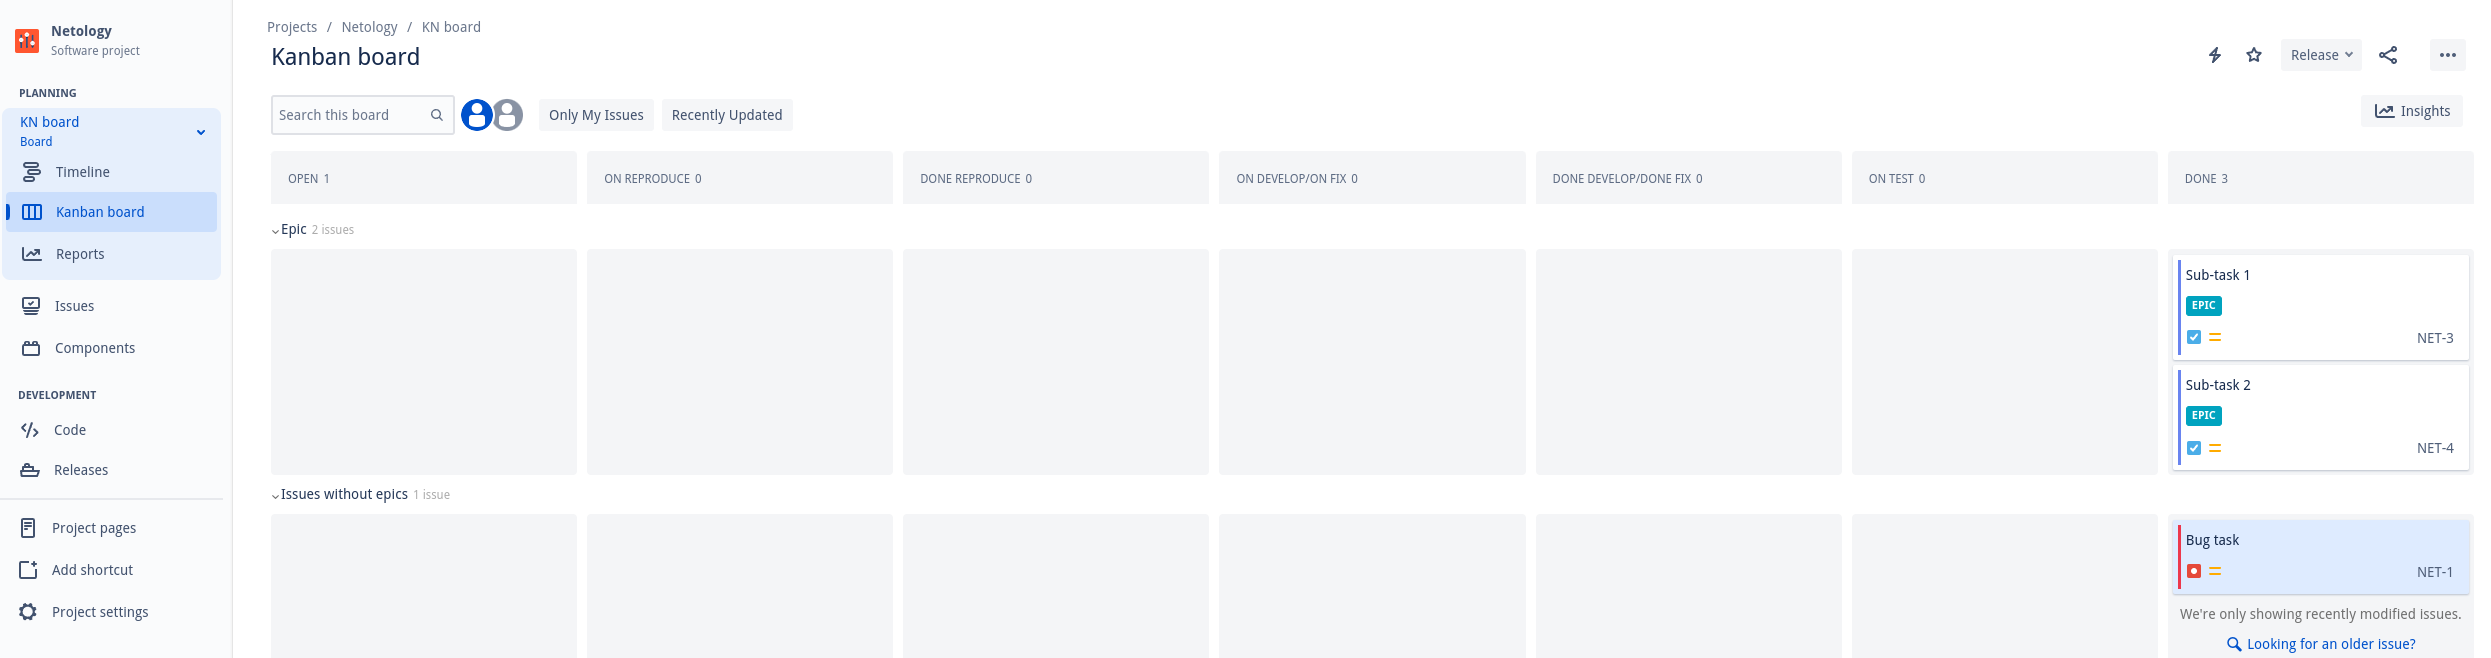 Netology
Software project
PLANNING
KN board
Board
Timeline
Kanban board
Reports
Issues
Components
DEVELOPMENT
Code
Releases
Project pages
Add shortcut
Project settings
Projects / Netology / KN board
Kanban board
Release
Search this board
Only My Issues
Recently Updated
Insights
OPEN 1
ON REPRODUCE 0
DONE REPRODUCE 0
ON DEVELOP/ON FIX 0
DONE DEVELOP/DONE FIX 0
ON TEST 0
DONE 3
Epic 2 issues
Sub-task 1
EPIC
NET-3
Sub-task 2
EPIC
NET-4
Issues without epics 1 issue
Bug task
NET-1
We're only showing recently modified issues.
Looking for an older issue?